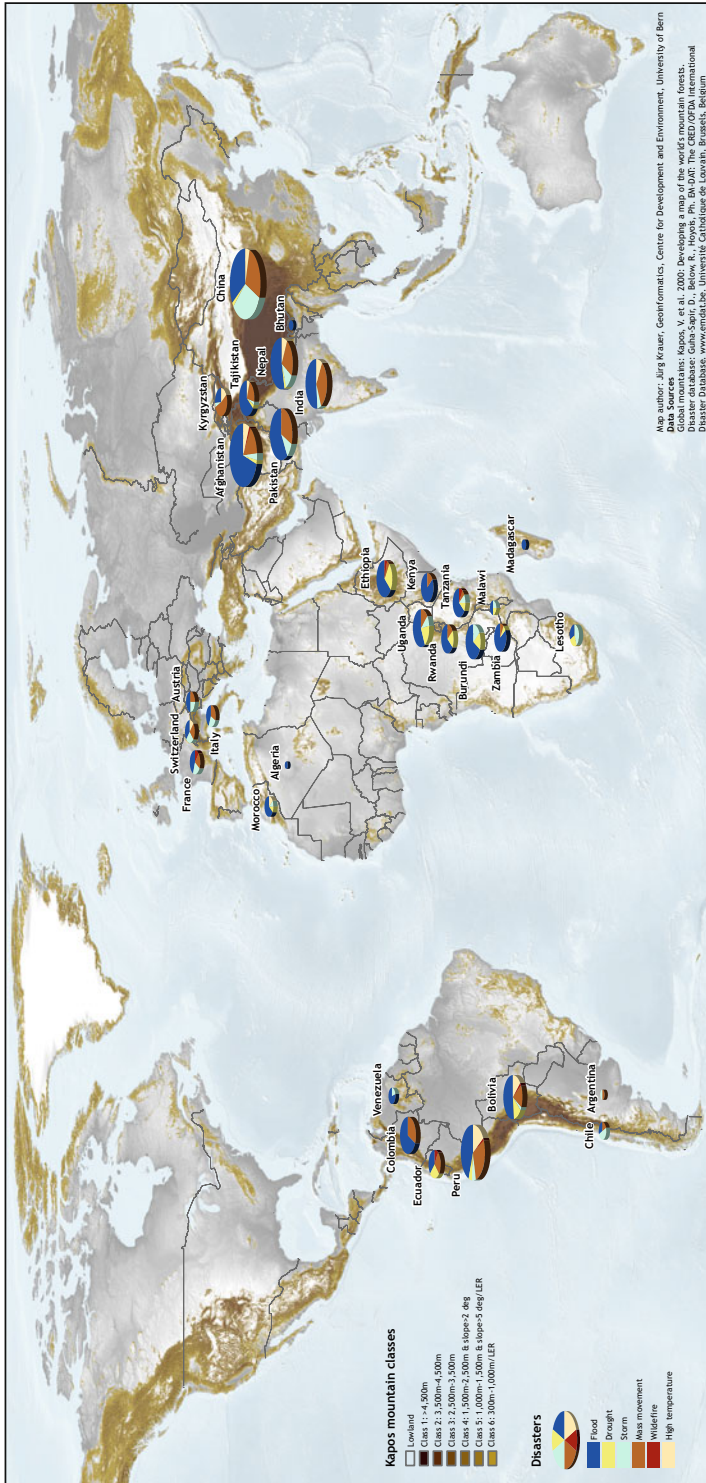 Kapos mountain classes
Lowland
Class 1: >4,500m
Class 2: 3,500m-4,500m
Class 3: 2,500m-3,500m
Class 4: 1,500m-2,500m & slope>2 deg
Class 5: 1,000m-1,500m & slope>5 deg/LER
Class 6: 300m-1,000m/LER
Disasters
Flood
Drought
Storm
Mass movement
Wildefire
High temperature
Venezuela
Colombia
Ecuador
Peru
Bolivia
Chile
Argentina
Switzerland
Austria
France
Italy
Morocco
Algeria
Ethiopia
Kenya
Uganda
Tanzania
Rwanda
Malawi
Burundi
Zambia
Madagascar
Lesotho
Kyrgyzstan
Tajikistan
Afghanistan
Nepal
Pakistan
India
China
Bhutan
Map author: Jürg Krauer, Geoinformatics, Centre for Development and Environment, University of Bern
Data Sources
Global mountains: Kapos, V. et al. 2000: Developing a map of the world's mountain forests.
Disaster database: Guha-Sapir, D., Below, R., Hoyois, Ph. EM-DAT: The CRED/OFDA International
Disaster Database. www.emdat.be. Université Catholique de Louvain, Brussels, Belgium